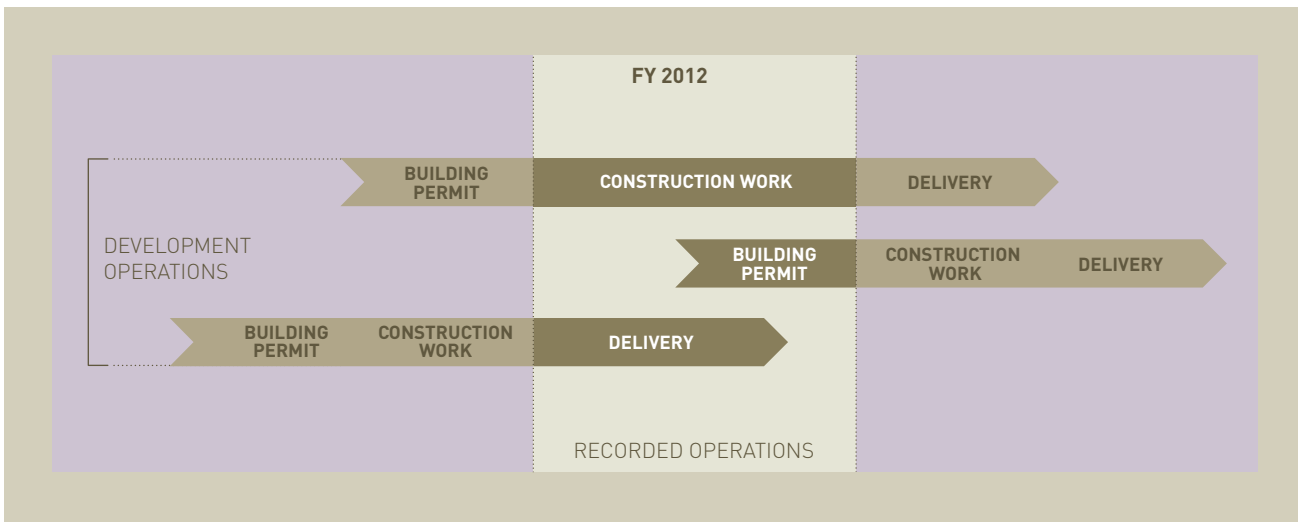 FY 2012
BUILDING
PERMIT
CONSTRUCTION WORK
DELIVERY
DEVELOPMENT
OPERATIONS
BUILDING
PERMIT
CONSTRUCTION
WORK
DELIVERY
BUILDING
PERMIT
CONSTRUCTION
WORK
DELIVERY
RECORDED OPERATIONS